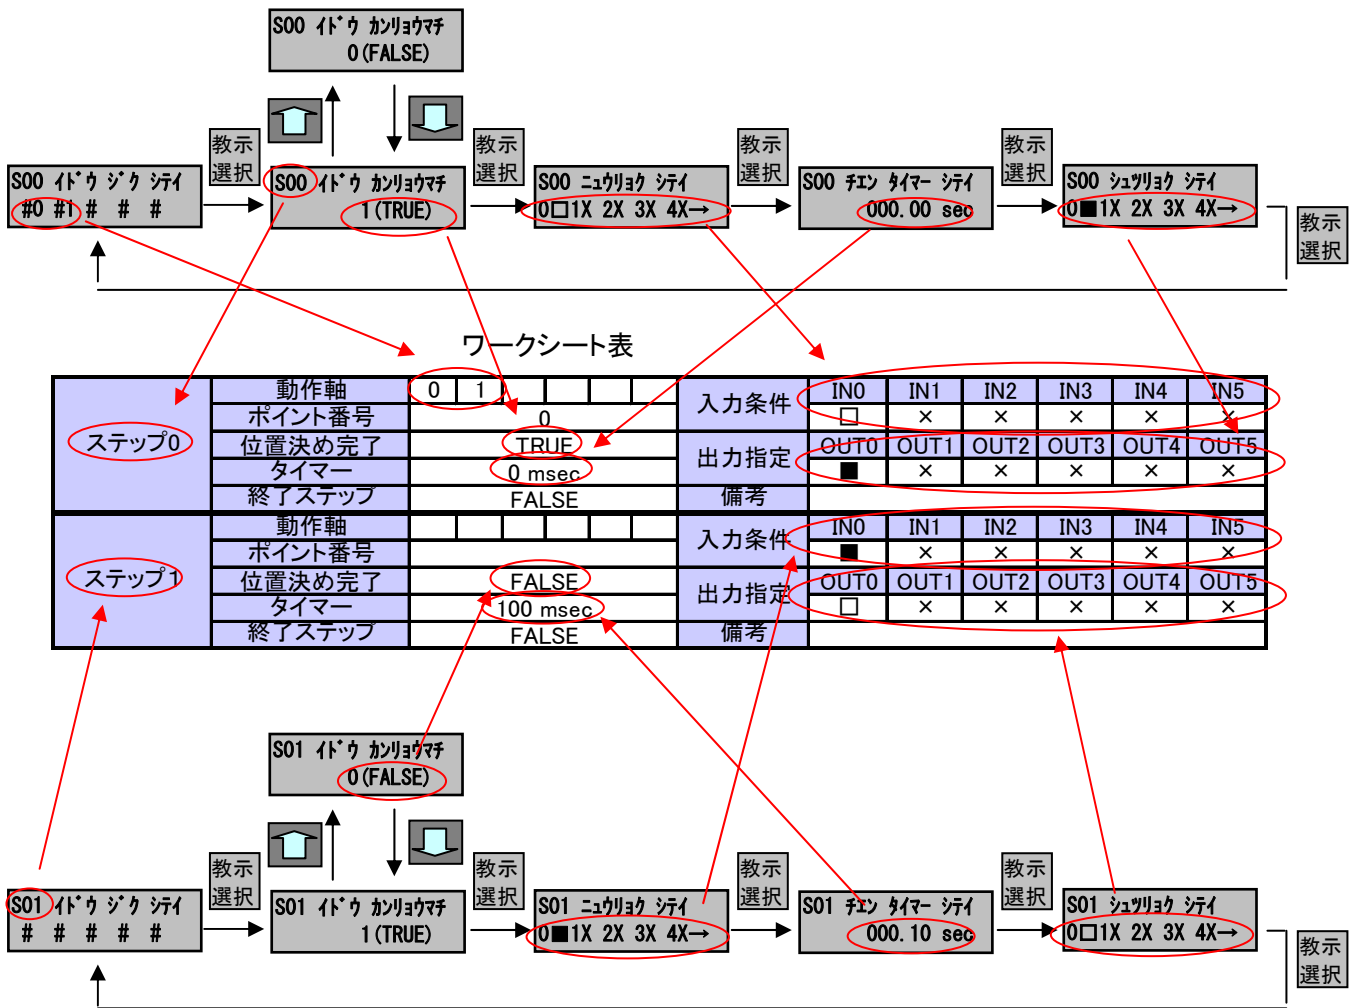 S00 イドウ カンリョウマチ
0(FALSE)
教示
選択
教示
選択
教示
選択
教示
選択
S00 イドウ ジク シテイ
#0 #1 # # #
S00 イドウ カンリョウマチ
1(TRUE)
S00 ニュウリョク シテイ
0□1X 2X 3X 4X→
S00 チエン タイマー シテイ
000.00 sec
S00 シュツリョク シテイ
0■1X 2X 3X 4X→
教示
選択
ワークシート表
ステップ0
動作軸 0 1
ポイント番号 0
位置決め完了 TRUE
タイマー 0 msec
終了ステップ FALSE
入力条件 IN0 IN1 IN2 IN3 IN4 IN5
□ × × × × ×
出力指定 OUT0 OUT1 OUT2 OUT3 OUT4 OUT5
■ × × × × ×
備考
ステップ1
動作軸
ポイント番号
位置決め完了 FALSE
タイマー 100 msec
終了ステップ FALSE
入力条件 IN0 IN1 IN2 IN3 IN4 IN5
■ × × × × ×
出力指定 OUT0 OUT1 OUT2 OUT3 OUT4 OUT5
□ × × × × ×
備考
S01 イドウ カンリョウマチ
0(FALSE)
教示
選択
教示
選択
教示
選択
教示
選択
S01 イドウ ジク シテイ
# # # # #
S01 イドウ カンリョウマチ
1(TRUE)
S01 ニュウリョク シテイ
0■1X 2X 3X 4X→
S01 チエン タイマー シテイ
000.10 sec
S01 シュツリョク シテイ
0□1X 2X 3X 4X→
教示
選択